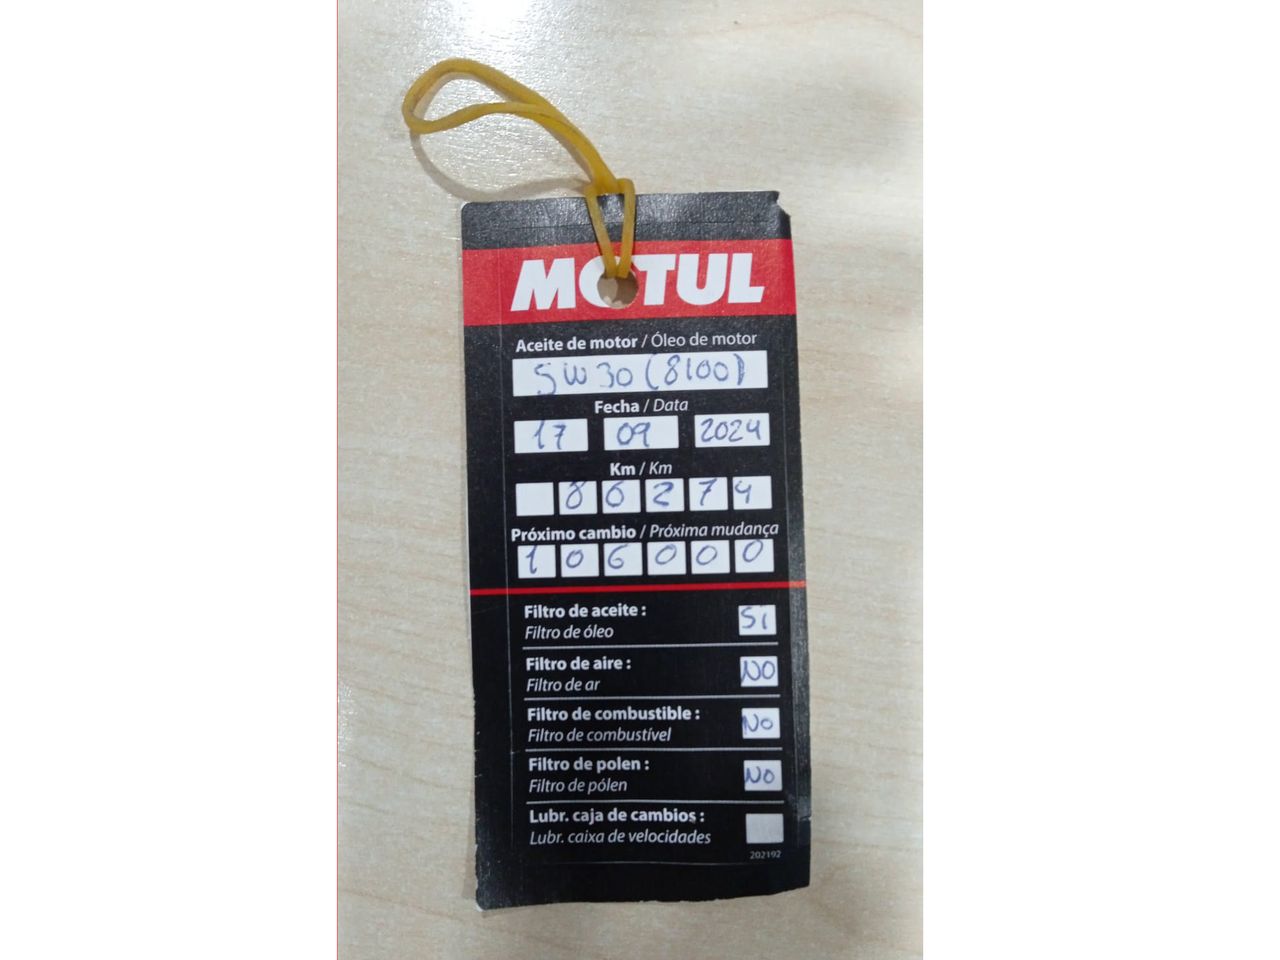 MOTUL
Aceite de motor / Óleo de motor
5W30 (8100)
Fecha / Data
17 09 2024
Km / Km
86274
Próximo cambio / Próxima mudança
106000
Filtro de aceite : Si
Filtro de óleo
Filtro de aire : NO
Filtro de ar
Filtro de combustible : No
Filtro de combustível
Filtro de polen : NO
Filtro de pólen
Lubr. caja de cambios :
Lubr. caixa de velocidades
202192